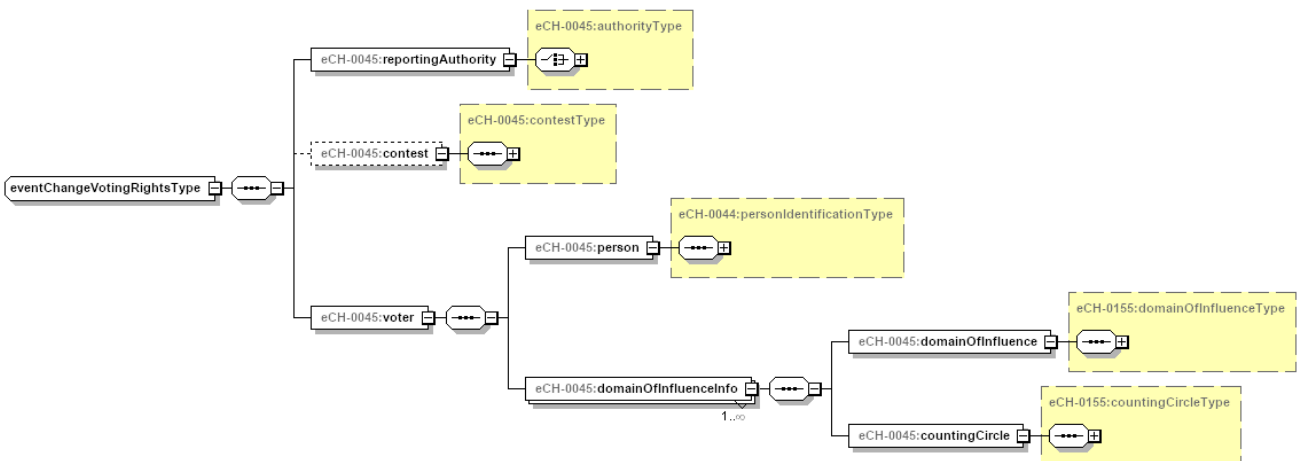 eCH-0045:authorityType
eCH-0045:reportingAuthority
eCH-0045:contestType
eCH-0045:contest
eventChangeVotingRightsType
eCH-0044:personIdentificationType
eCH-0045:person
eCH-0045:voter
eCH-0155:domainOfInfluenceType
eCH-0045:domainOfInfluence
eCH-0045:domainOfInfluenceInfo
1..∞
eCH-0155:countingCircleType
eCH-0045:countingCircle